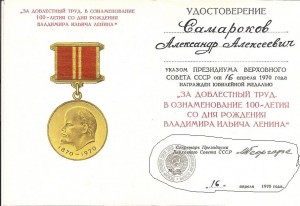 "ЗА ДОБЛЕСТНЫЙ ТРУД.
В ОЗНАМЕНОВАНИЕ
100-ЛЕТИЯ СО ДНЯ РОЖДЕНИЯ
ВЛАДИМИРА ИЛЬИЧА ЛЕНИНА"
1870-1970
УДОСТОВЕРЕНИЕ
Самароков
Александр Алексеевич
УКАЗОМ ПРЕЗИДИУМА ВЕРХОВНОГО
СОВЕТА СССР от 16 апреля 1970 года
НАГРАЖДЕН ЮБИЛЕЙНОЙ МЕДАЛЬЮ
"ЗА ДОБЛЕСТНЫЙ ТРУД.
В ОЗНАМЕНОВАНИЕ 100-ЛЕТИЯ
СО ДНЯ РОЖДЕНИЯ
ВЛАДИМИРА ИЛЬИЧА ЛЕНИНА"
Секретарь Президиума
Верховного Совета СССР
"16" апреля 1970 г.